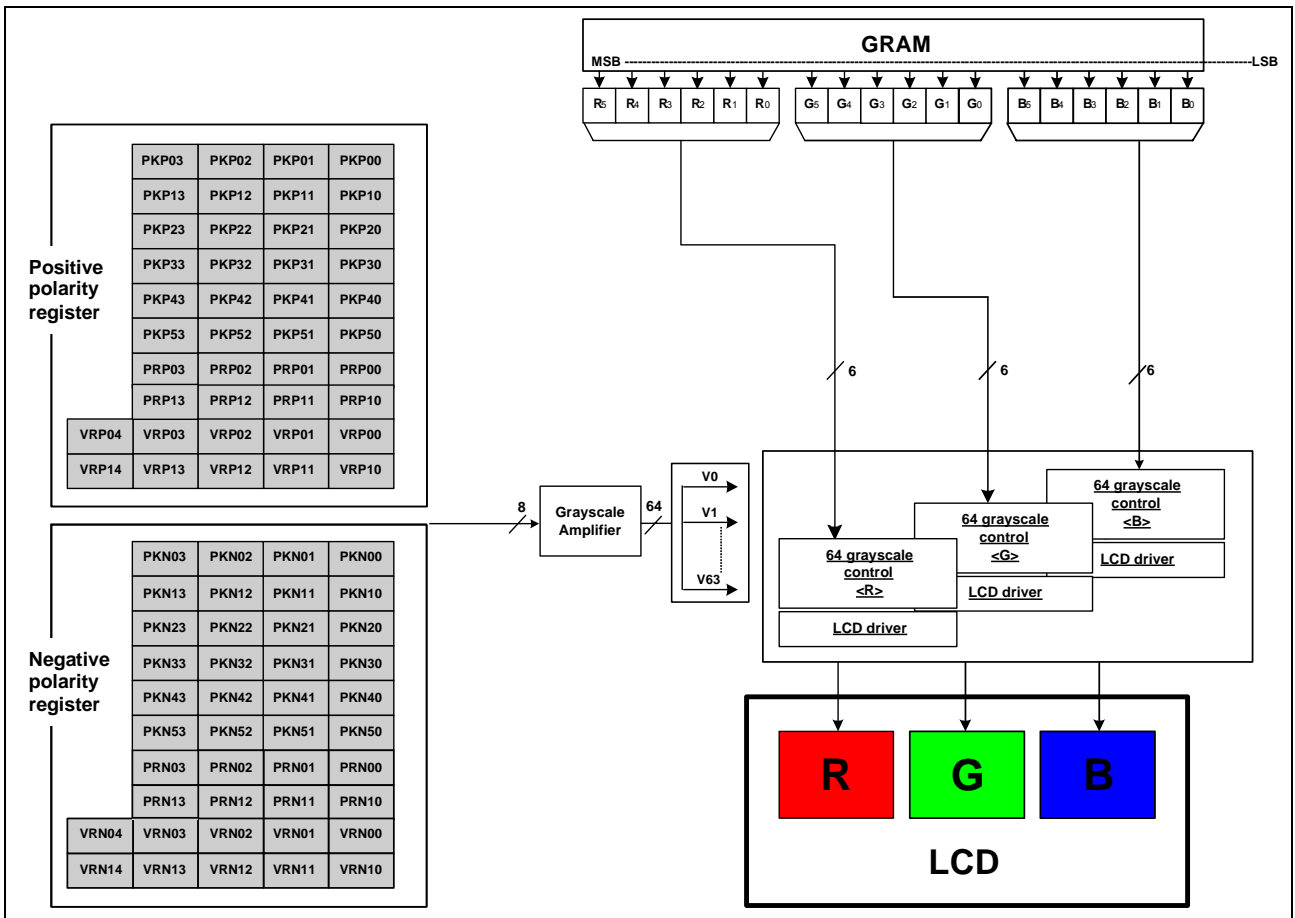 GRAM
MSB LSB
R5 R4 R3 R2 R1 R0 G5 G4 G3 G2 G1 G0 B5 B4 B3 B2 B1 B0
Positive
polarity
register
PKP03 PKP02 PKP01 PKP00
PKP13 PKP12 PKP11 PKP10
PKP23 PKP22 PKP21 PKP20
PKP33 PKP32 PKP31 PKP30
PKP43 PKP42 PKP41 PKP40
PKP53 PKP52 PKP51 PKP50
PRP03 PRP02 PRP01 PRP00
PRP13 PRP12 PRP11 PRP10
VRP04 VRP03 VRP02 VRP01 VRP00
VRP14 VRP13 VRP12 VRP11 VRP10
Negative
polarity
register
PKN03 PKN02 PKN01 PKN00
PKN13 PKN12 PKN11 PKN10
PKN23 PKN22 PKN21 PKN20
PKN33 PKN32 PKN31 PKN30
PKN43 PKN42 PKN41 PKN40
PKN53 PKN52 PKN51 PKN50
PRN03 PRN02 PRN01 PRN00
PRN13 PRN12 PRN11 PRN10
VRN04 VRN03 VRN02 VRN01 VRN00
VRN14 VRN13 VRN12 VRN11 VRN10
8
Grayscale
Amplifier
64
V0
V1
V63
6 6 6
64 grayscale
control
<R>
LCD driver
64 grayscale
control
<G>
LCD driver
64 grayscale
control
<B>
LCD driver
R G B
LCD